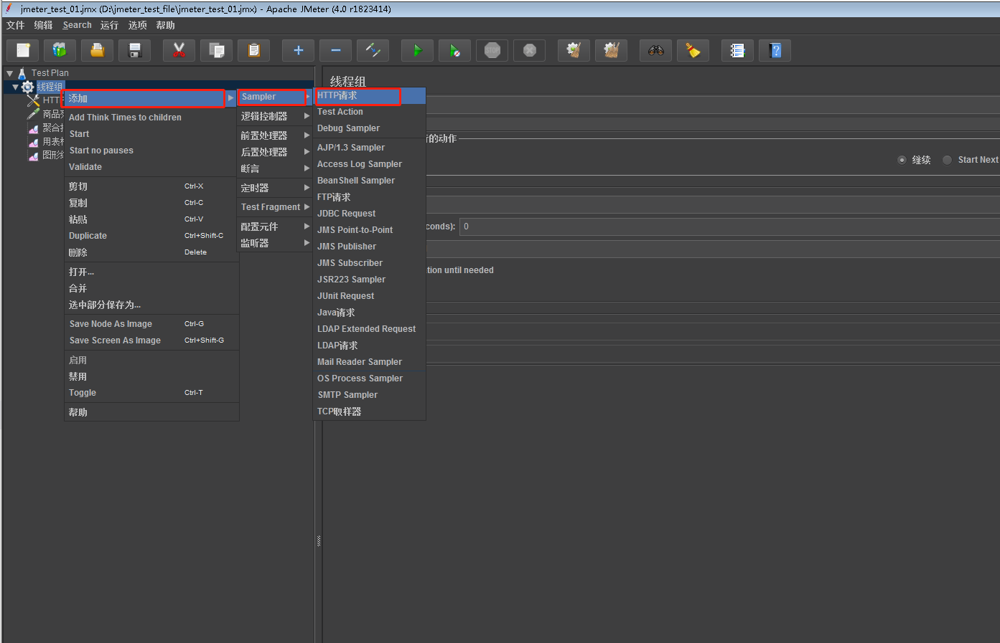 jmeter_test_01.jmx (D:\jmeter_test_file\jmeter_test_01.jmx) - Apache JMeter (4.0 r1823414)
文件 编辑 Search 运行 选项 帮助
Test Plan
线程组
HTT
商品
聚合
用表
图形
添加
Add Think Times to children
Start
Start no pauses
Validate
剪切 Ctrl-X
复制 Ctrl-C
粘贴 Ctrl-V
Duplicate Ctrl+Shift-C
删除 Delete
打开...
合并
选中部分保存为...
Save Node As Image Ctrl-G
Save Screen As Image Ctrl+Shift-G
启用
禁用
Toggle Ctrl-T
帮助
Sampler
逻辑控制器
前置处理器
后置处理器
断言
定时器
Test Fragment
配置元件
监听器
HTTP请求
Test Action
Debug Sampler
AJP/1.3 Sampler
Access Log Sampler
BeanShell Sampler
FTP请求
JDBC Request
JMS Point-to-Point
JMS Publisher
JMS Subscriber
JSR223 Sampler
JUnit Request
Java请求
LDAP Extended Request
LDAP请求
Mail Reader Sampler
OS Process Sampler
SMTP Sampler
TCP取样器
线程组
的动作
继续 Start Next
conds): 0
tion until needed
STOP